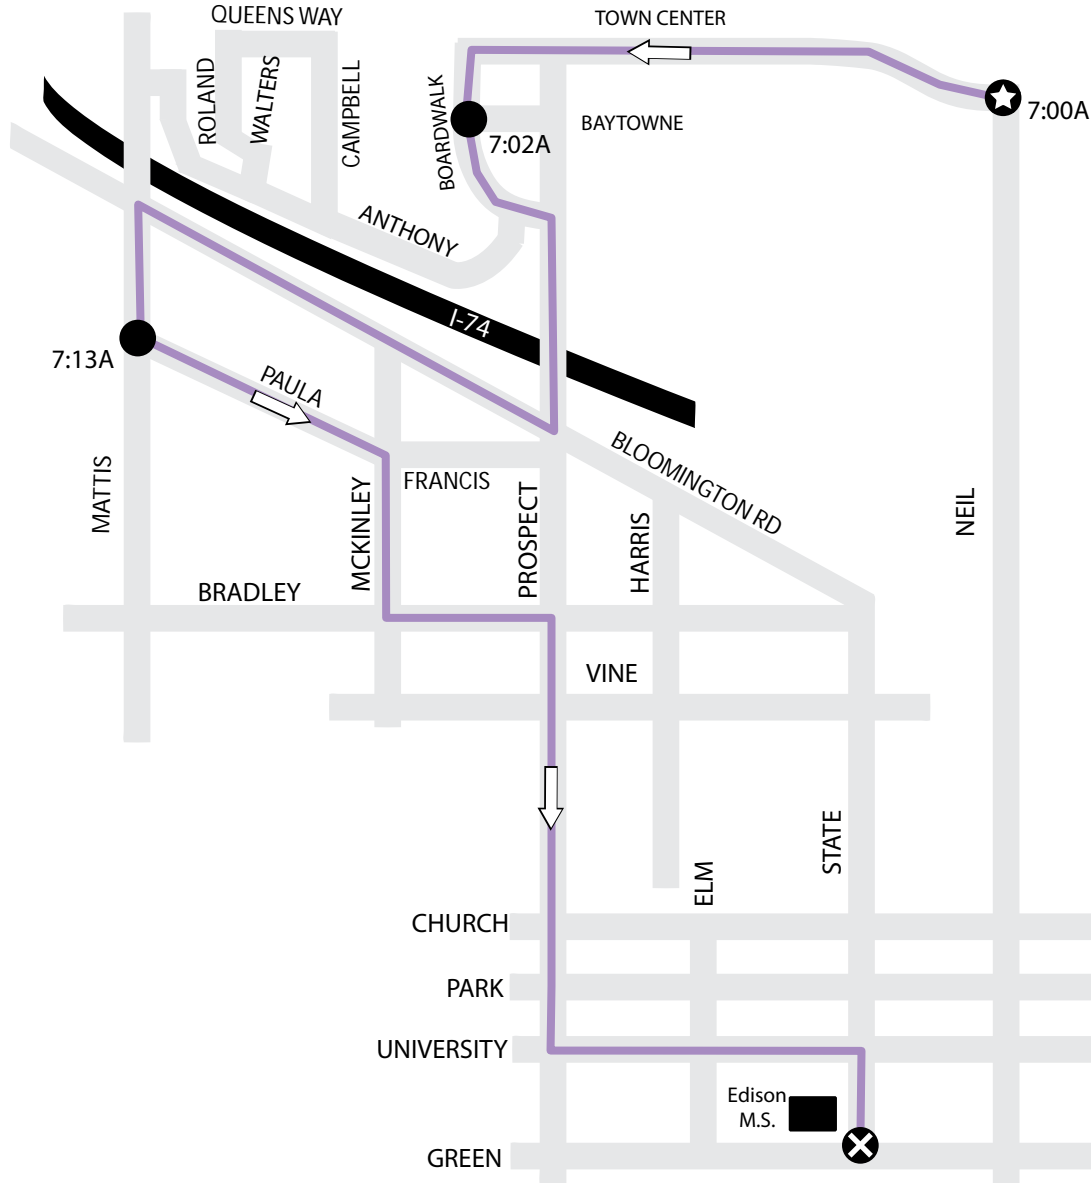 QUEENS WAY
TOWN CENTER
ROLAND
WALTERS
CAMPBELL
BOARDWALK
7:00A
BAYTOWNE
7:02A
ANTHONY
I-74
7:13A
PAULA
MATTIS
FRANCIS
MCKINLEY
PROSPECT
HARRIS
BLOOMINGTON RD
NEIL
BRADLEY
VINE
STATE
ELM
CHURCH
PARK
UNIVERSITY
Edison
M.S.
GREEN